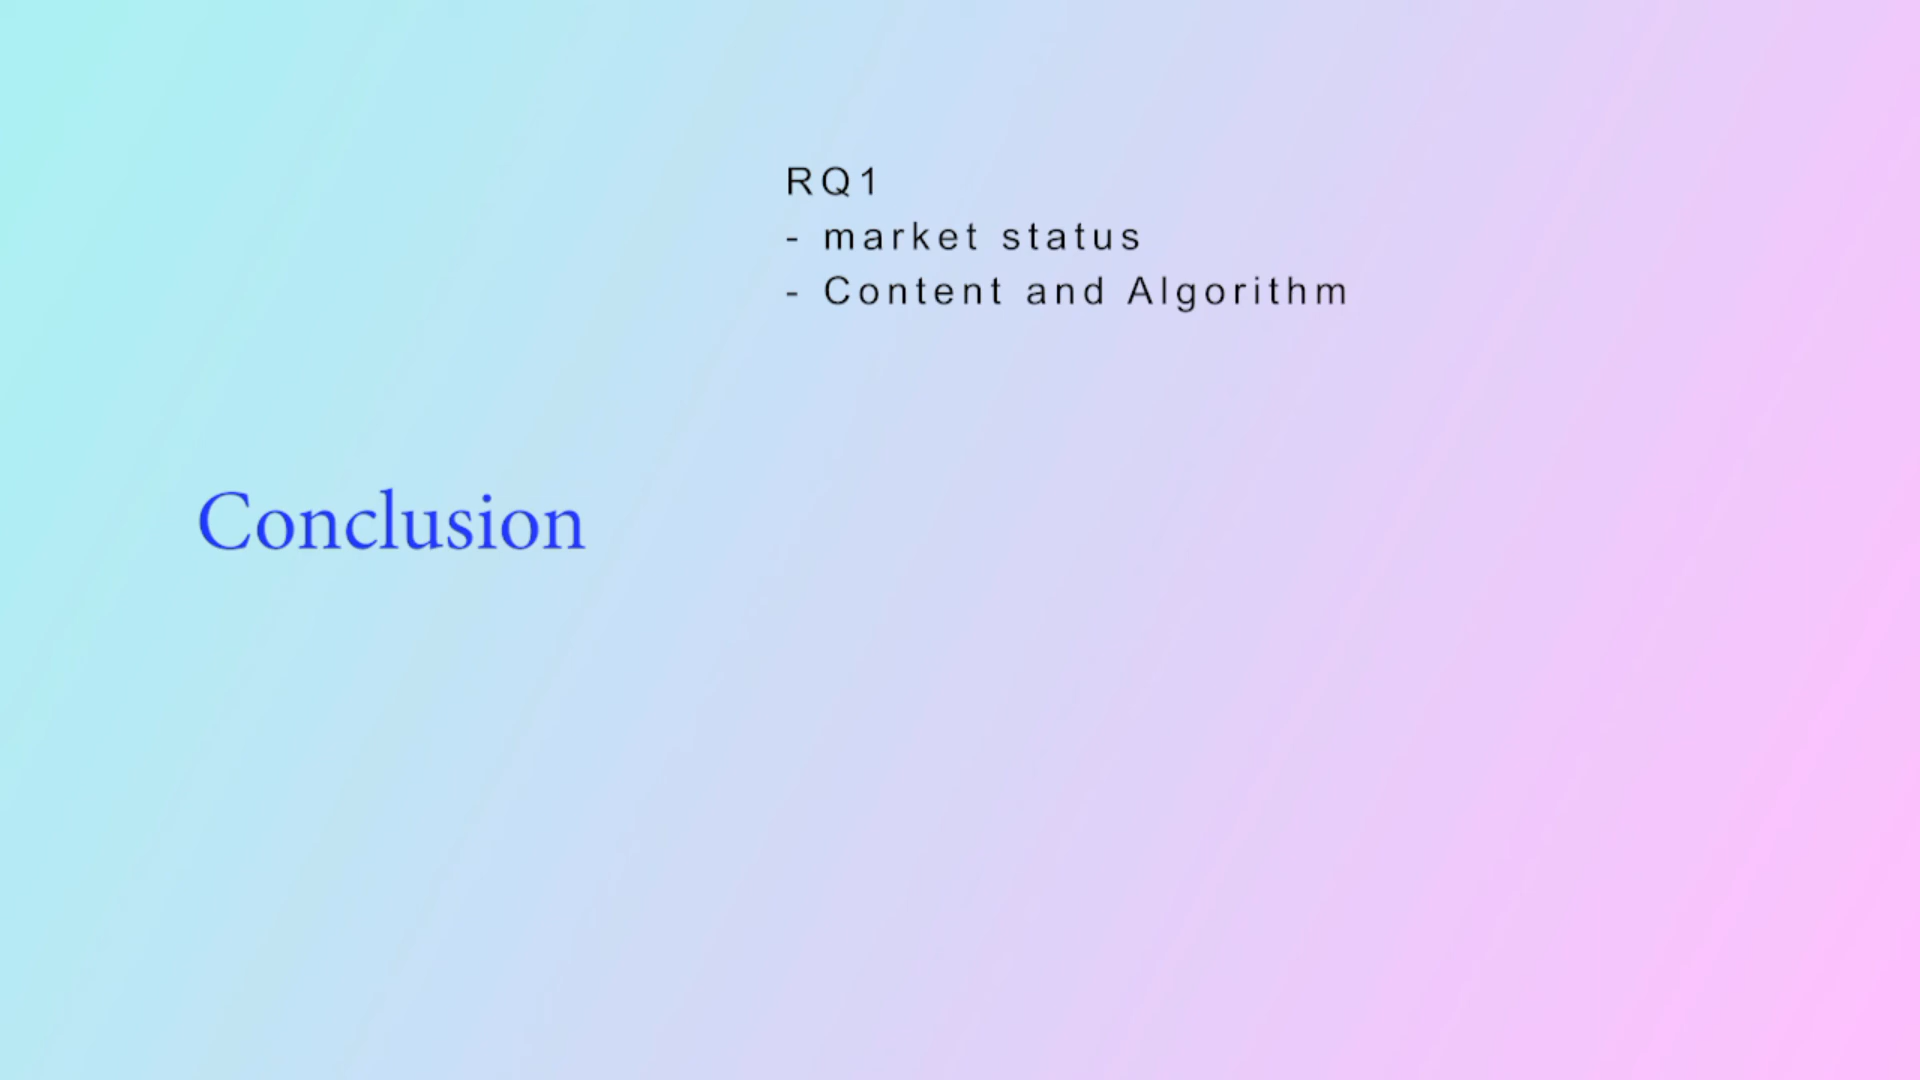 RQ1
- market status
- Content and Algorithm
Conclusion